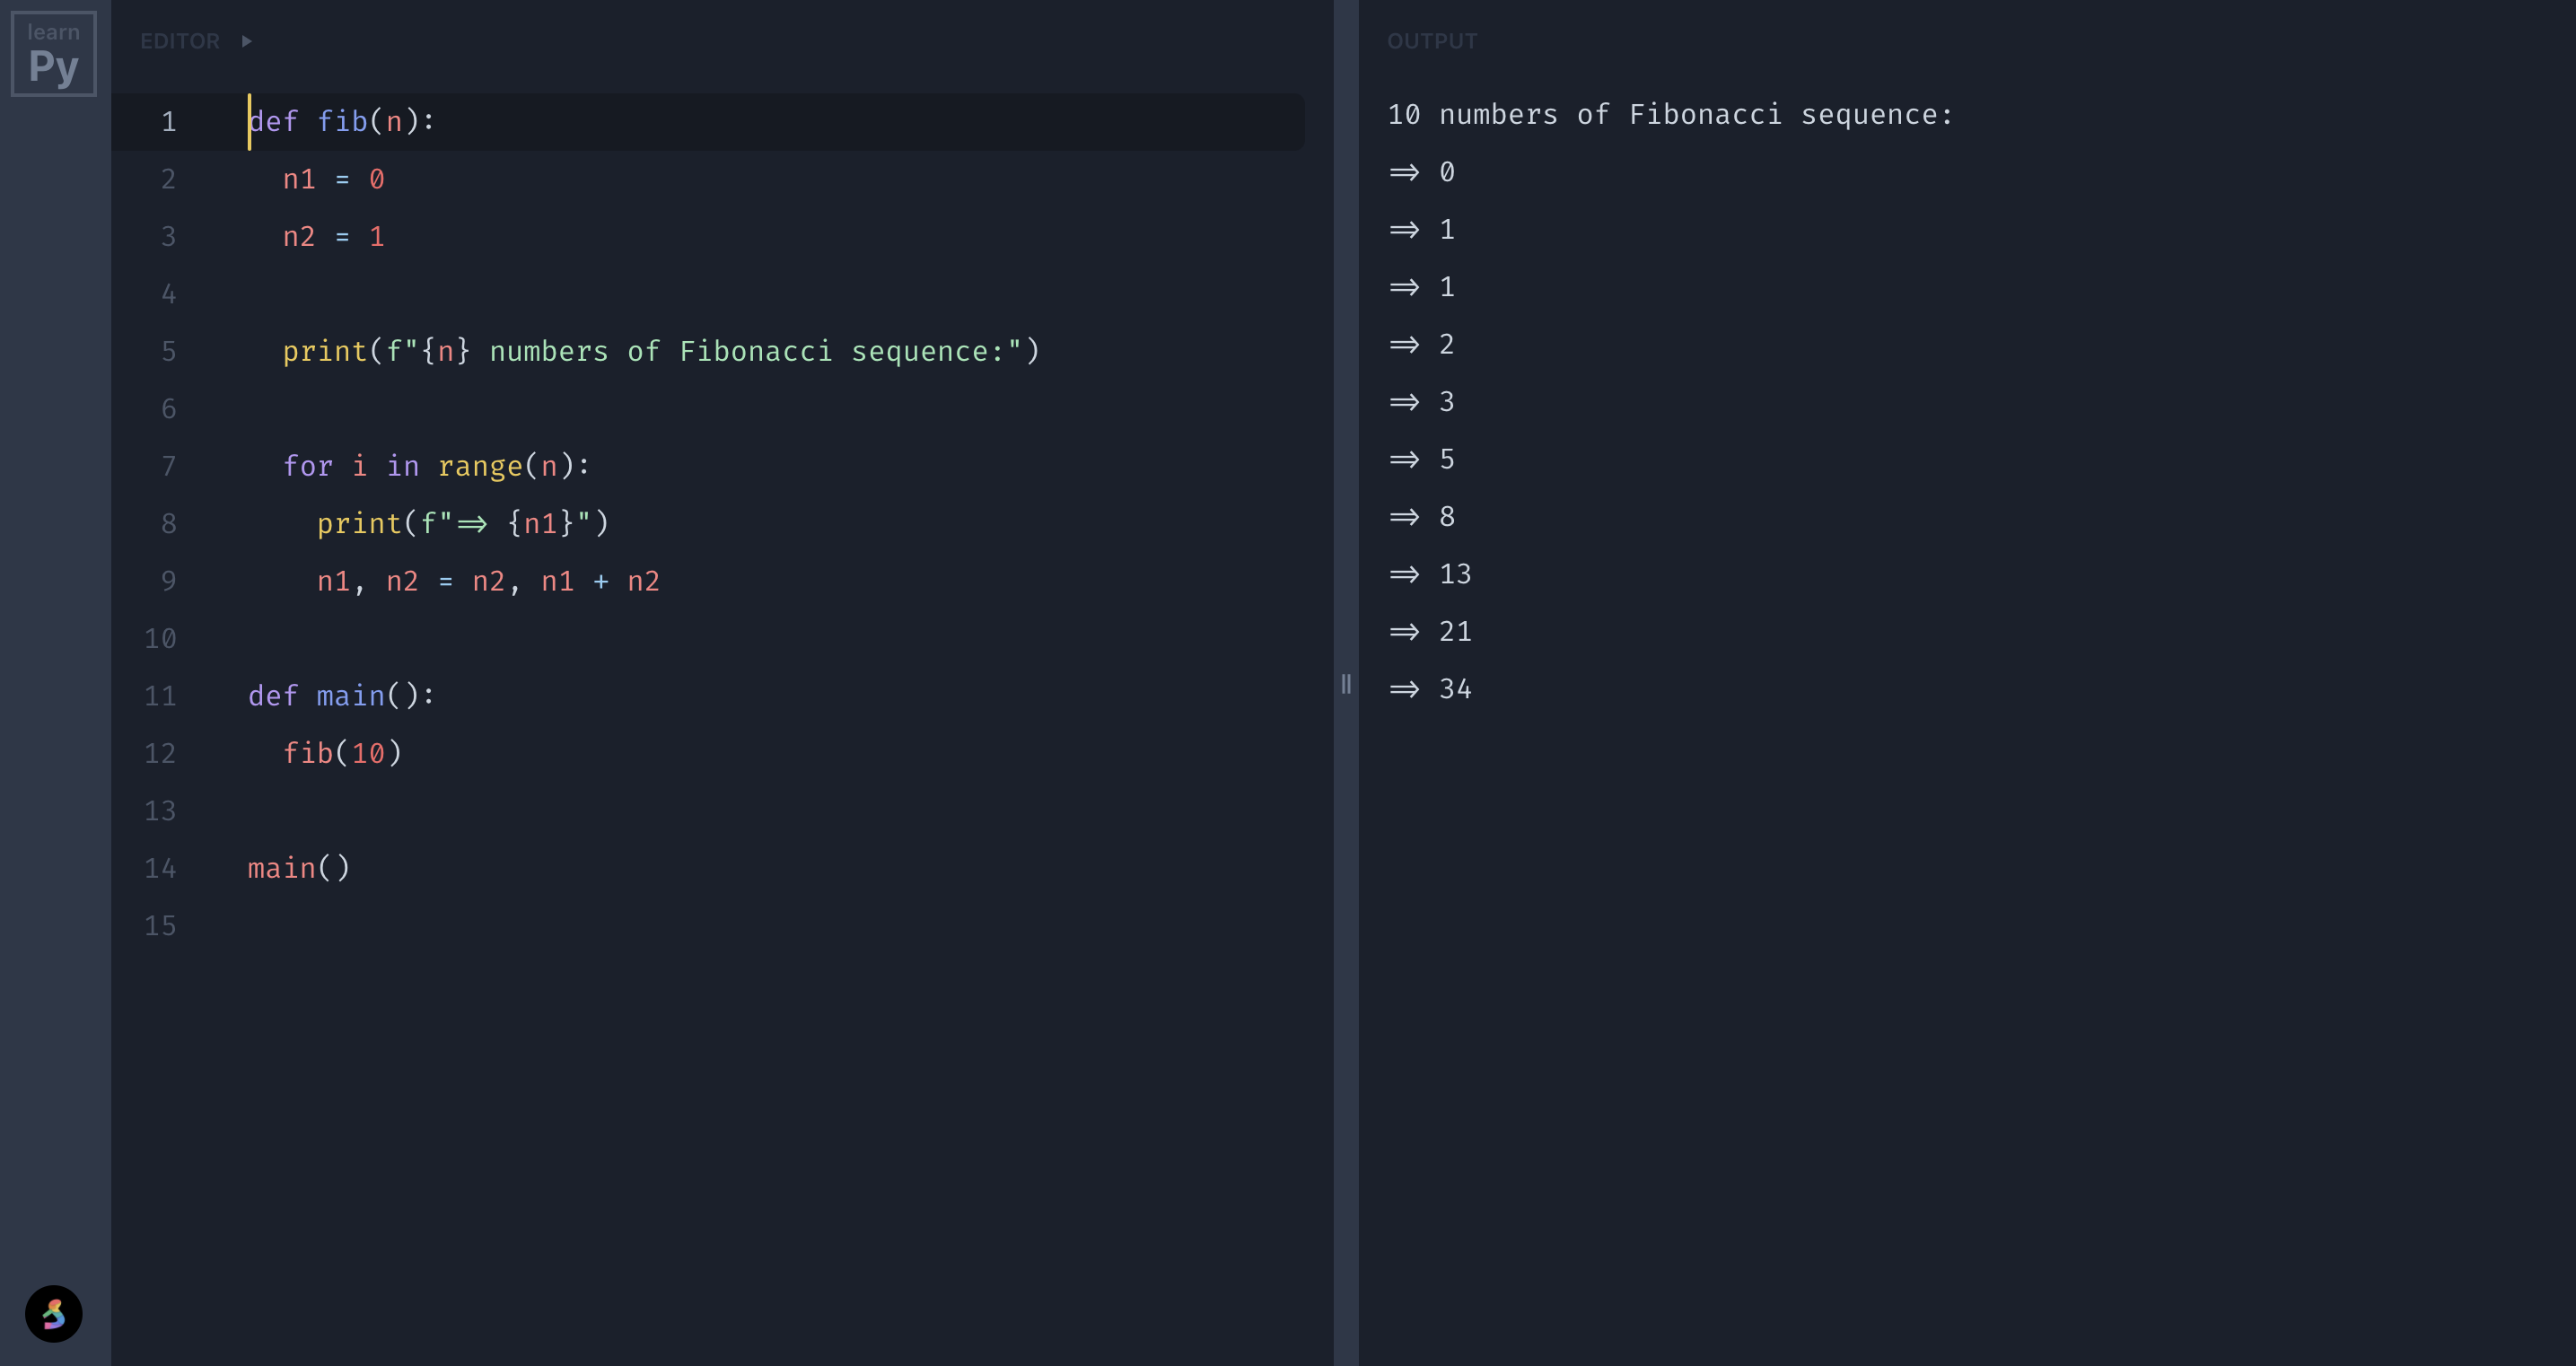 learn
Py
EDITOR
1 def fib(n):
2   n1 = 0
3   n2 = 1
4
5   print(f"{n} numbers of Fibonacci sequence:")
6
7   for i in range(n):
8     print(f"=> {n1}")
9     n1, n2 = n2, n1 + n2
10
11 def main():
12   fib(10)
13
14 main()
15
OUTPUT
10 numbers of Fibonacci sequence:
=> 0
=> 1
=> 1
=> 2
=> 3
=> 5
=> 8
=> 13
=> 21
=> 34